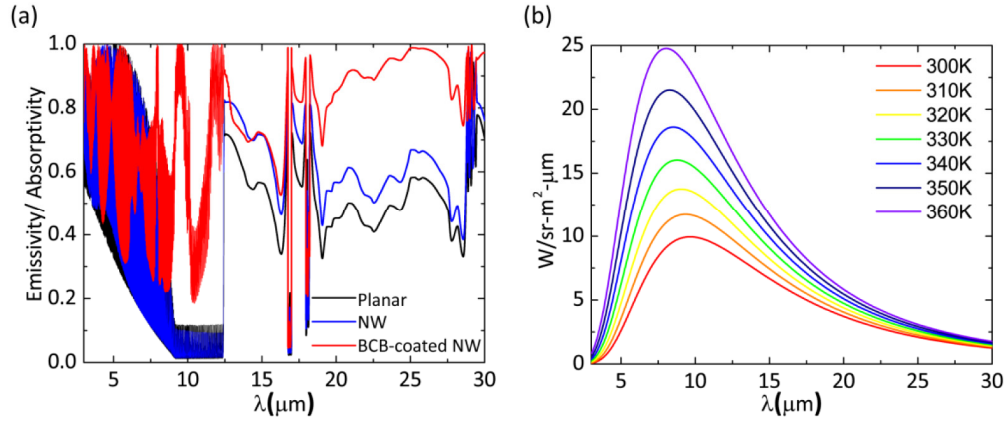 (a)
Emissivity/ Absorptivity
1.0
0.8
0.6
0.4
0.2
0.0
Planar
NW
BCB-coated NW
5 10 15 20 25 30
λ(μm)
(b)
W/sr-m²-μm
25
20
15
10
5
0
300K
310K
320K
330K
340K
350K
360K
5 10 15 20 25 30
λ(μm)